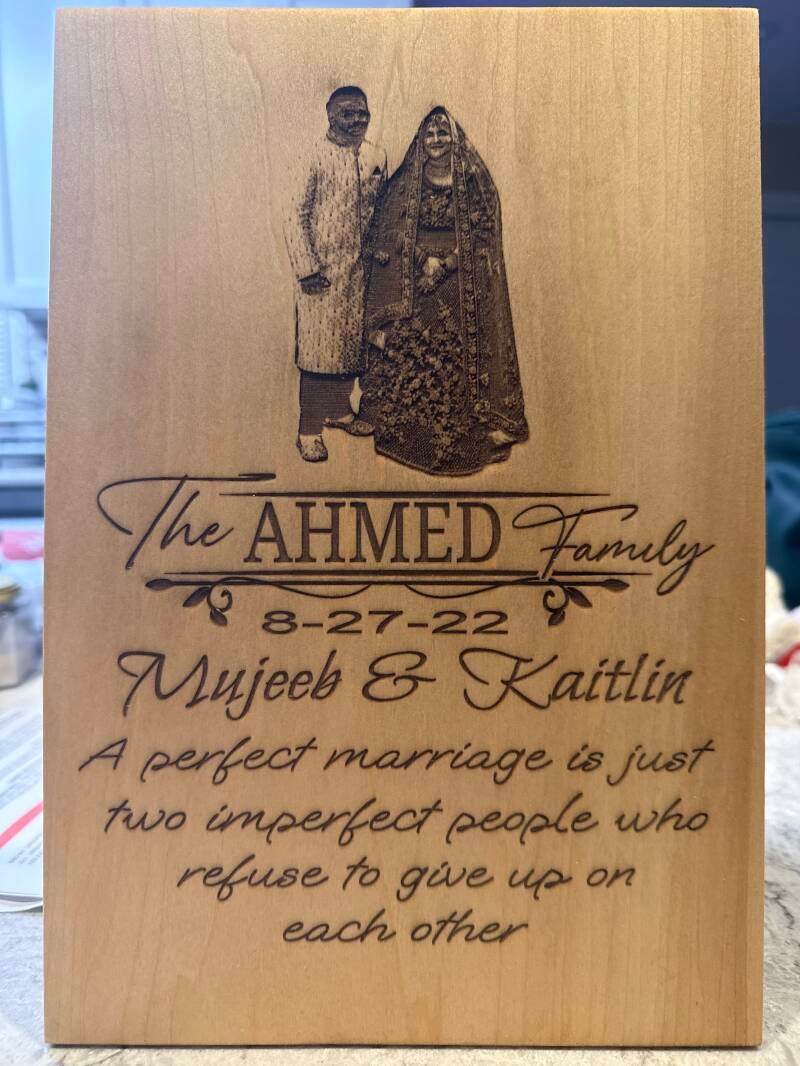 The AHMED Family
8-27-22
Mujeeb & Kaitlin
A perfect marriage is just
two imperfect people who
refuse to give up on
each other